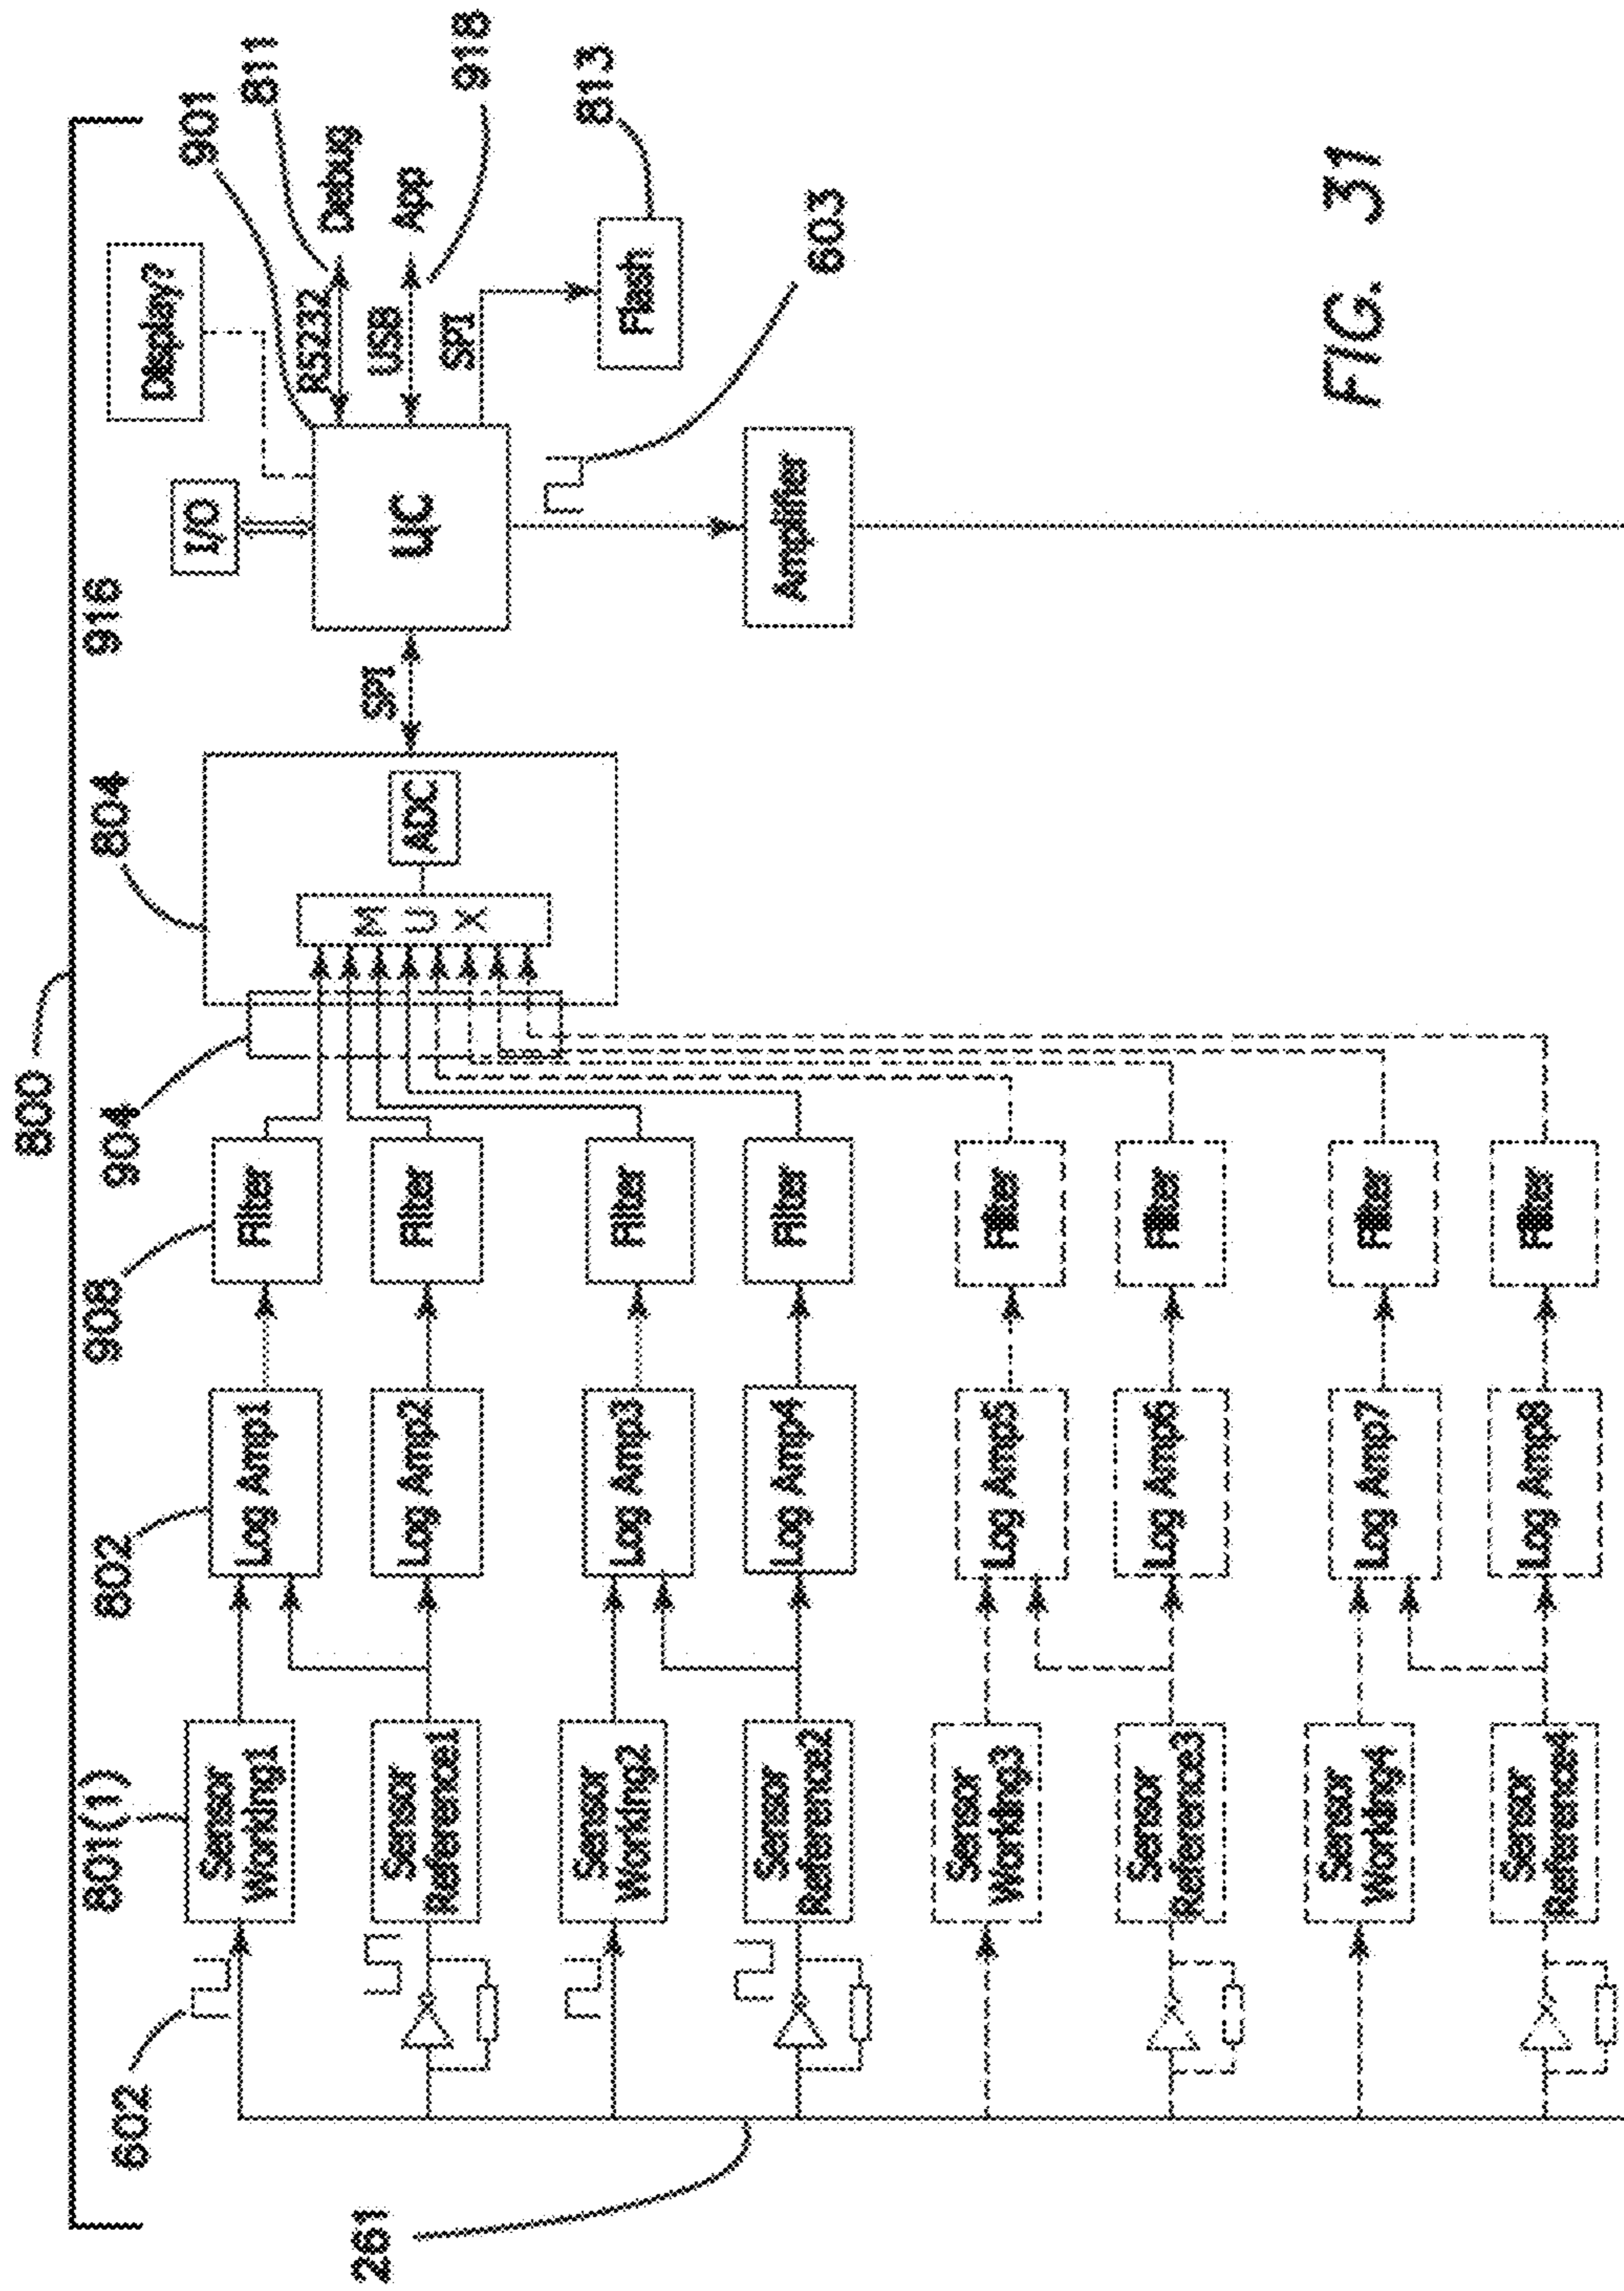 800
916
801(1)
802
908
904
804
901
811
602
261
Sensor
Working1
Log Amp1
Filter
Sensor
Reference1
Log Amp2
Filter
Sensor
Working2
Log Amp3
Filter
Sensor
Reference2
Log Amp4
Filter
Sensor
Working3
Log Amp5
Filter
Sensor
Reference3
Log Amp6
Filter
Sensor
Working4
Log Amp7
Filter
Sensor
Reference4
Log Amp8
Filter
M
U
X
ADC
SPI
I/O
Display?
UC
RS232
Debug
USB
App
918
SPI
Flash
813
603
Amplifier
FIG. 31